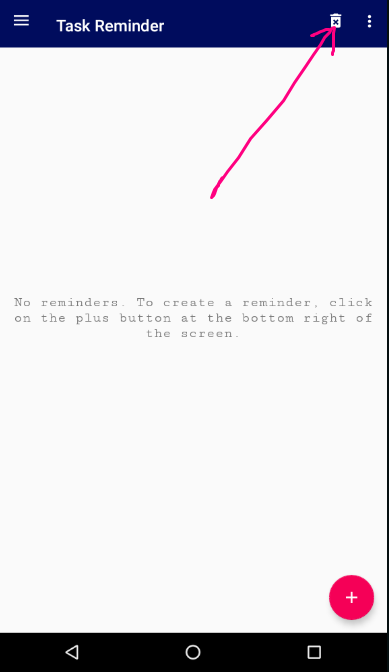 Task Reminder
No reminders. To create a reminder, click
on the plus button at the bottom right of
the screen.